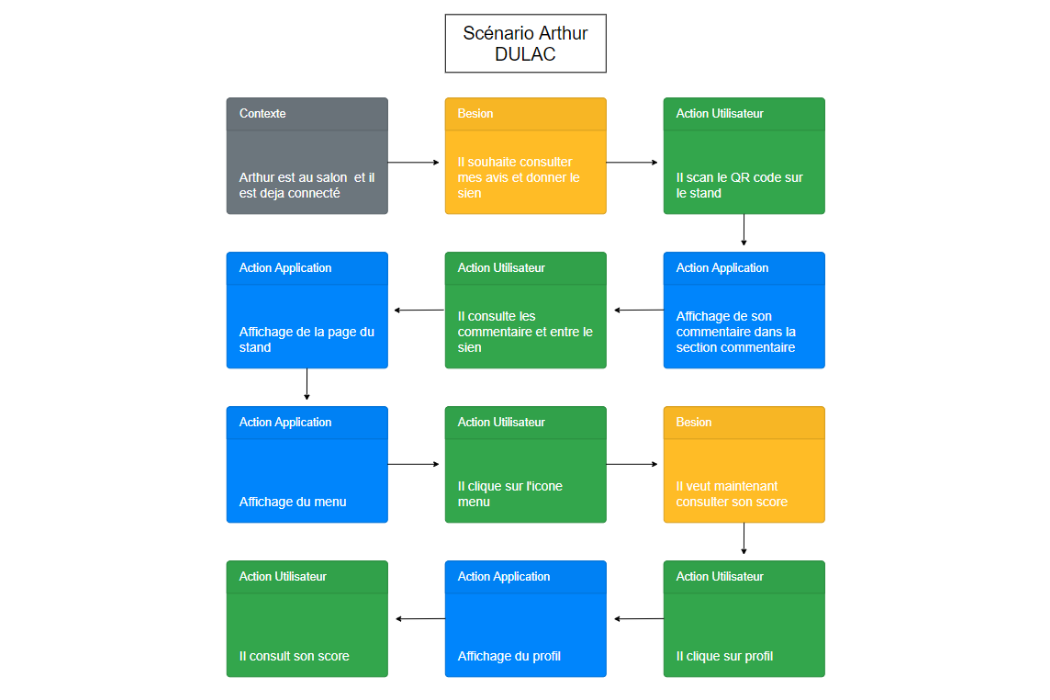 Scénario Arthur
DULAC
Contexte
Arthur est au salon et il
est deja connecté
Besion
Il souhaite consulter
mes avis et donner le
sien
Action Utilisateur
Il scan le QR code sur
le stand
Action Application
Affichage de la page du
stand
Action Utilisateur
Il consulte les
commentaire et entre le
sien
Action Application
Affichage de son
commentaire dans la
section commentaire
Action Application
Affichage du menu
Action Utilisateur
Il clique sur l'icone
menu
Besion
Il veut maintenant
consulter son score
Action Utilisateur
Il consult son score
Action Application
Affichage du profil
Action Utilisateur
Il clique sur profil